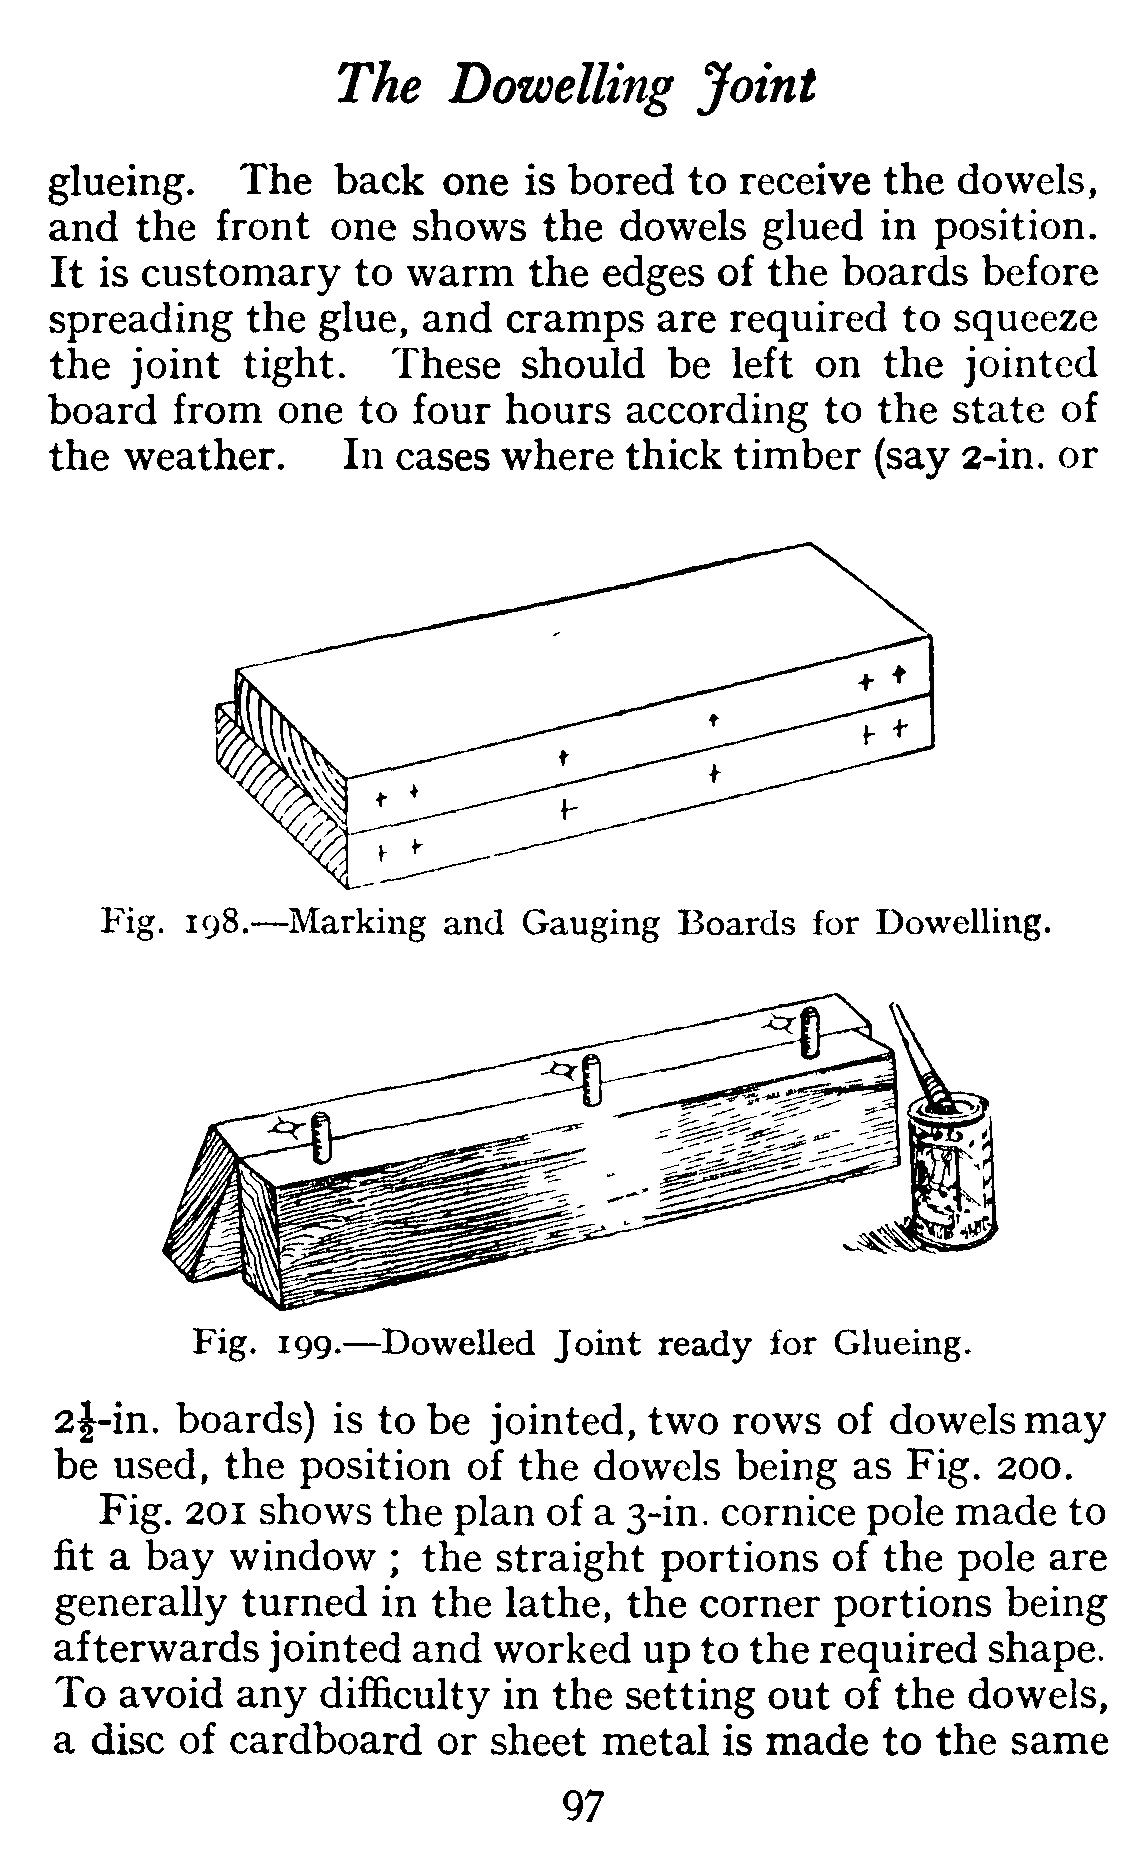 The Dowelling Joint
glueing. The back one is bored to receive the dowels,
and the front one shows the dowels glued in position.
It is customary to warm the edges of the boards before
spreading the glue, and cramps are required to squeeze
the joint tight. These should be left on the jointed
board from one to four hours according to the state of
the weather. In cases where thick timber (say 2-in. or
Fig. 198.—Marking and Gauging Boards for Dowelling.
Fig. 199.—Dowelled Joint ready for Glueing.
2½-in. boards) is to be jointed, two rows of dowels may
be used, the position of the dowels being as Fig. 200.
Fig. 201 shows the plan of a 3-in. cornice pole made to
fit a bay window ; the straight portions of the pole are
generally turned in the lathe, the corner portions being
afterwards jointed and worked up to the required shape.
To avoid any difficulty in the setting out of the dowels,
a disc of cardboard or sheet metal is made to the same
97